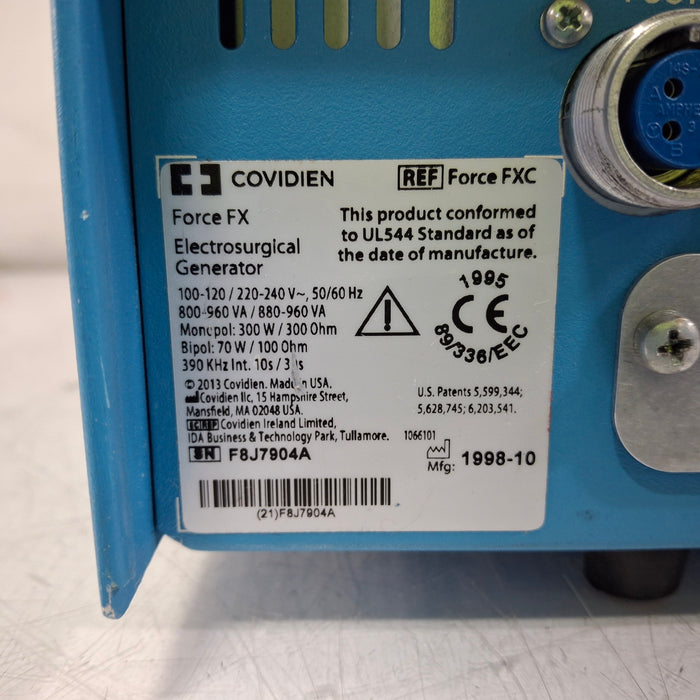 COVIDIEN
REF Force FXC
Force FX
Electrosurgical
Generator
This product conformed
to UL544 Standard as of
the date of manufacture.
100-120 / 220-240 V~, 50/60 Hz
800-960 VA / 880-960 VA
Monopol: 300 W / 300 Ohm
Bipol: 70 W / 100 Ohm
390 KHz Int. 10s / 30s
1995
CE
89/336/EEC
© 2013 Covidien. Made in USA.
Covidien llc, 15 Hampshire Street,
Mansfield, MA 02048 USA.
EC REP Covidien Ireland Limited,
IDA Business & Technology Park, Tullamore.
U.S. Patents 5,599,344;
5,628,745; 6,203,541.
1066101
SN F8J7904A
Mfg: 1998-10
(21)F8J7904A
A
B